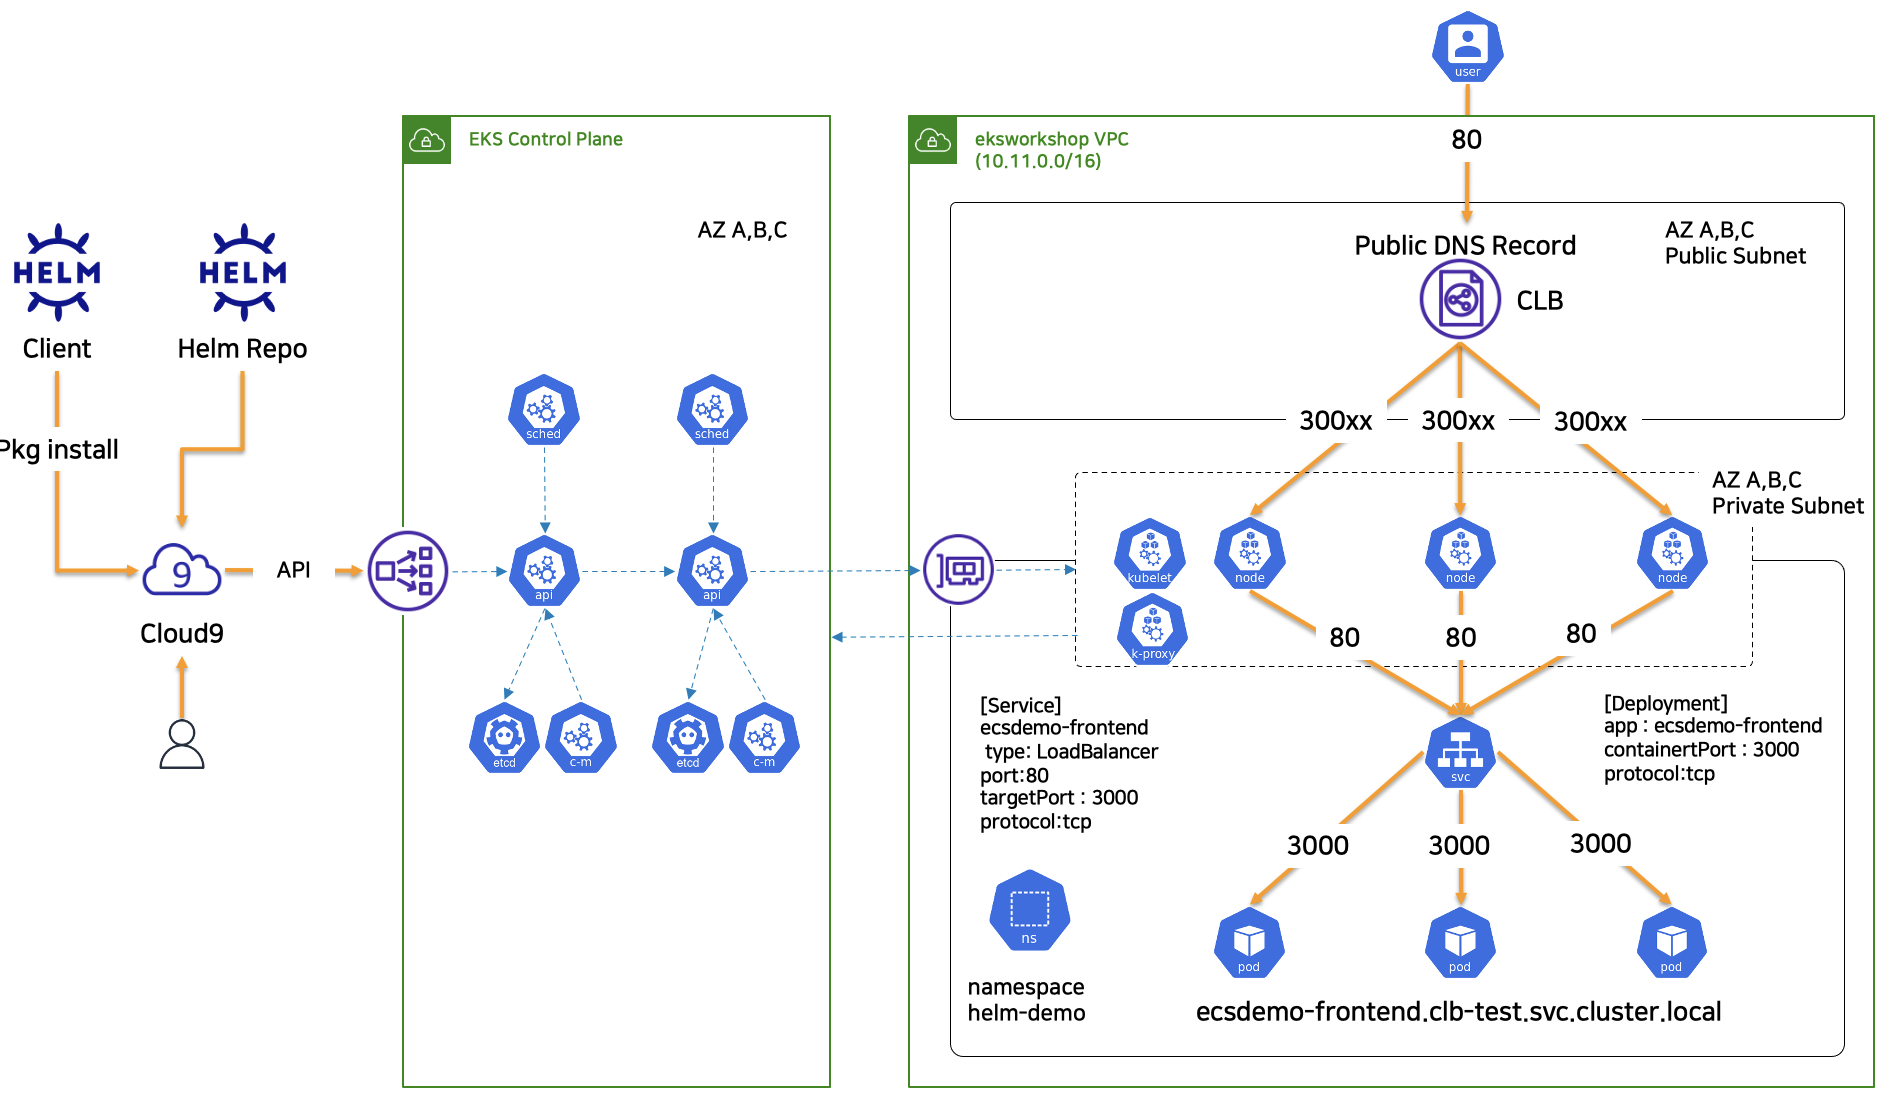 user
80
EKS Control Plane
eksworkshop VPC
(10.11.0.0/16)
AZ A,B,C
Public DNS Record
CLB
AZ A,B,C
Public Subnet
HELM
Client
HELM
Helm Repo
Pkg install
Cloud9
9
API
sched
sched
api
api
etcd
c-m
etcd
c-m
300xx
300xx
300xx
AZ A,B,C
Private Subnet
kubelet
node
node
node
k-proxy
80
80
80
[Service]
ecsdemo-frontend
type: LoadBalancer
port:80
targetPort : 3000
protocol:tcp
[Deployment]
app : ecsdemo-frontend
containertPort : 3000
protocol:tcp
svc
3000
3000
3000
ns
namespace
helm-demo
pod
pod
pod
ecsdemo-frontend.clb-test.svc.cluster.local